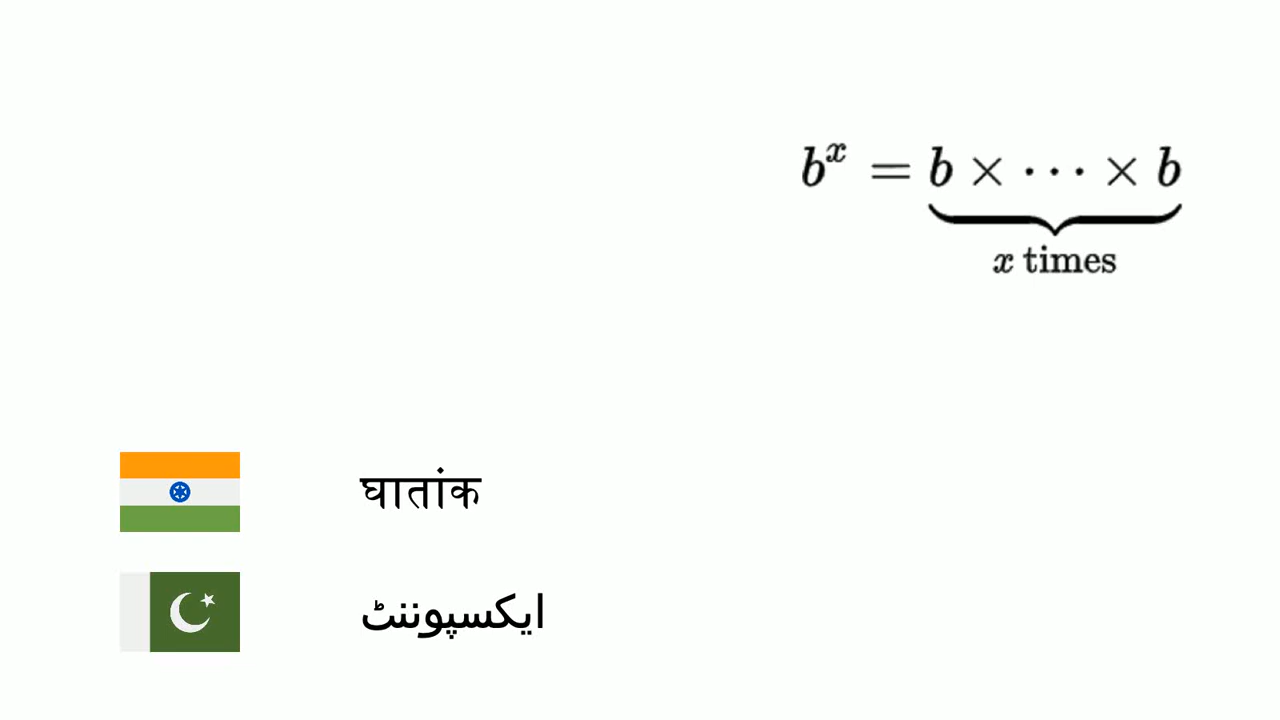 b^x = b × ⋯ × b
x times
घातांक
ایکسپوننٹ